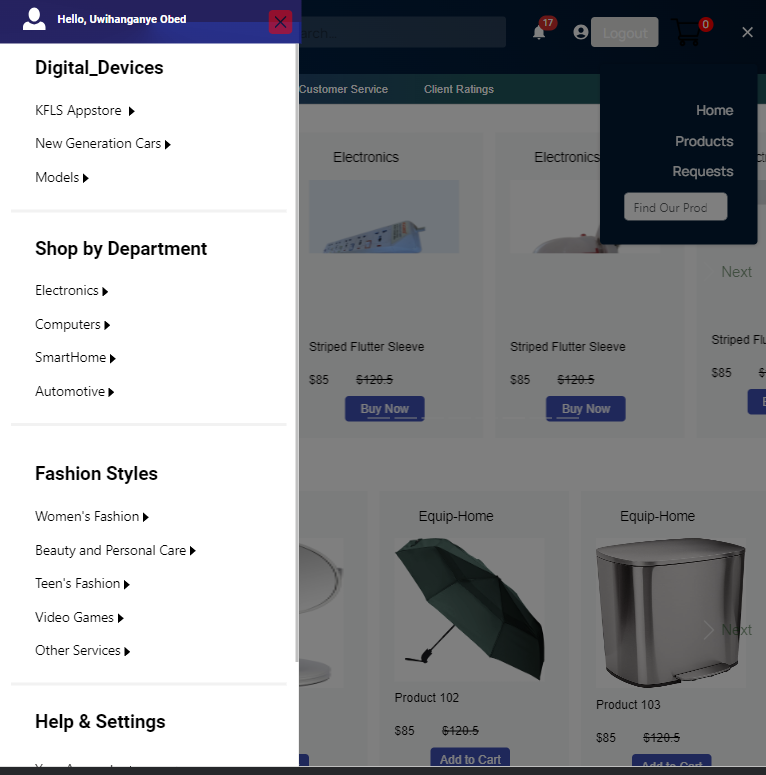 Hello, Uwihanganye Obed
Digital_Devices
KFLS Appstore
New Generation Cars
Models
Shop by Department
Electronics
Computers
SmartHome
Automotive
Fashion Styles
Women's Fashion
Beauty and Personal Care
Teen's Fashion
Video Games
Other Services
Help & Settings
17
Logout
0
Customer Service
Client Ratings
Home
Products
Requests
Find Our Prod
Electronics
Electronics
Next
Striped Flutter Sleeve
Striped Flutter Sleeve
Striped
$85 $120.5
$85 $120.5
$85
Buy Now
Buy Now
Equip-Home
Equip-Home
Next
Product 102
Product 103
$85 $120.5
$85 $120.5
Add to Cart
Add to Cart